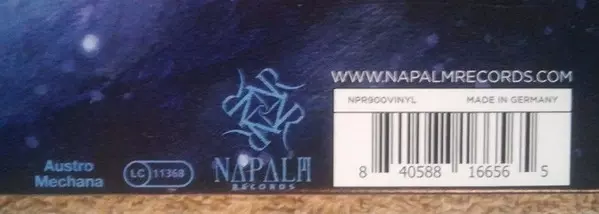 WWW.NAPALMRECORDS.COM
NPR900VINYL MADE IN GERMANY
8 40588 16656 5
Austro
Mechana
LC 11368
NAPALM
RECORDS